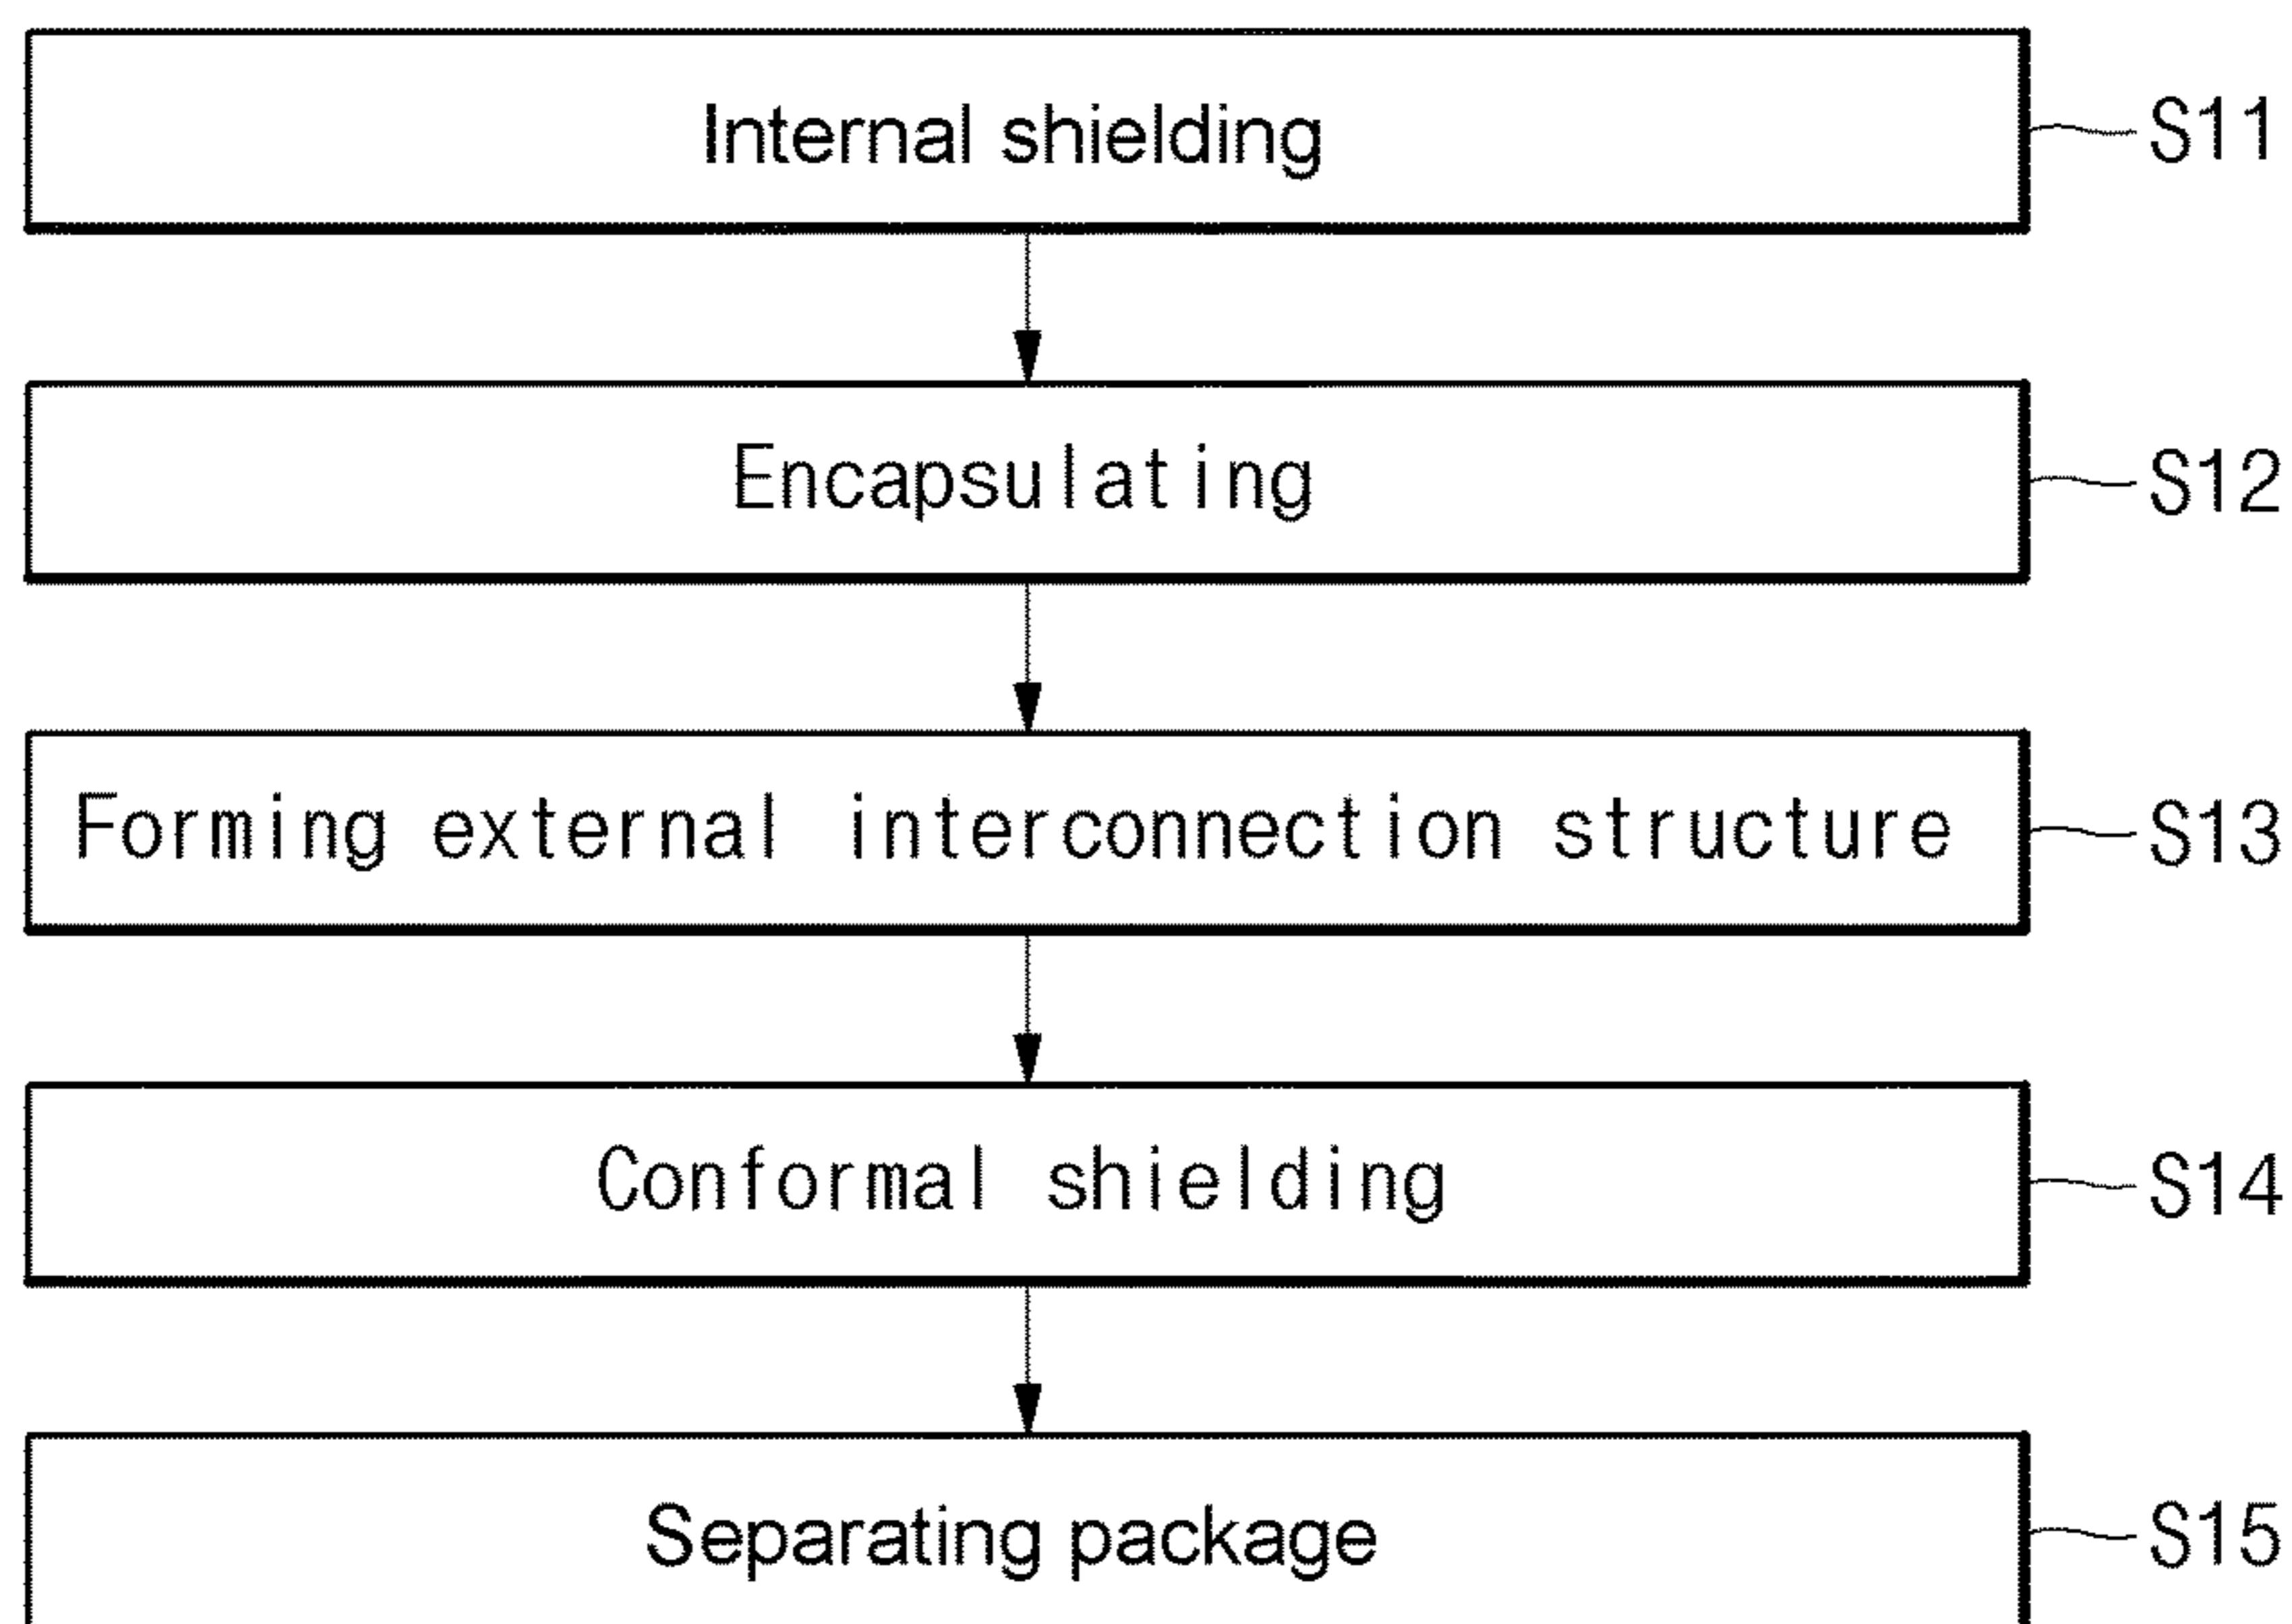 Internal shielding S11
Encapsulating S12
Forming external interconnection structure S13
Conformal shielding S14
Separating package S15